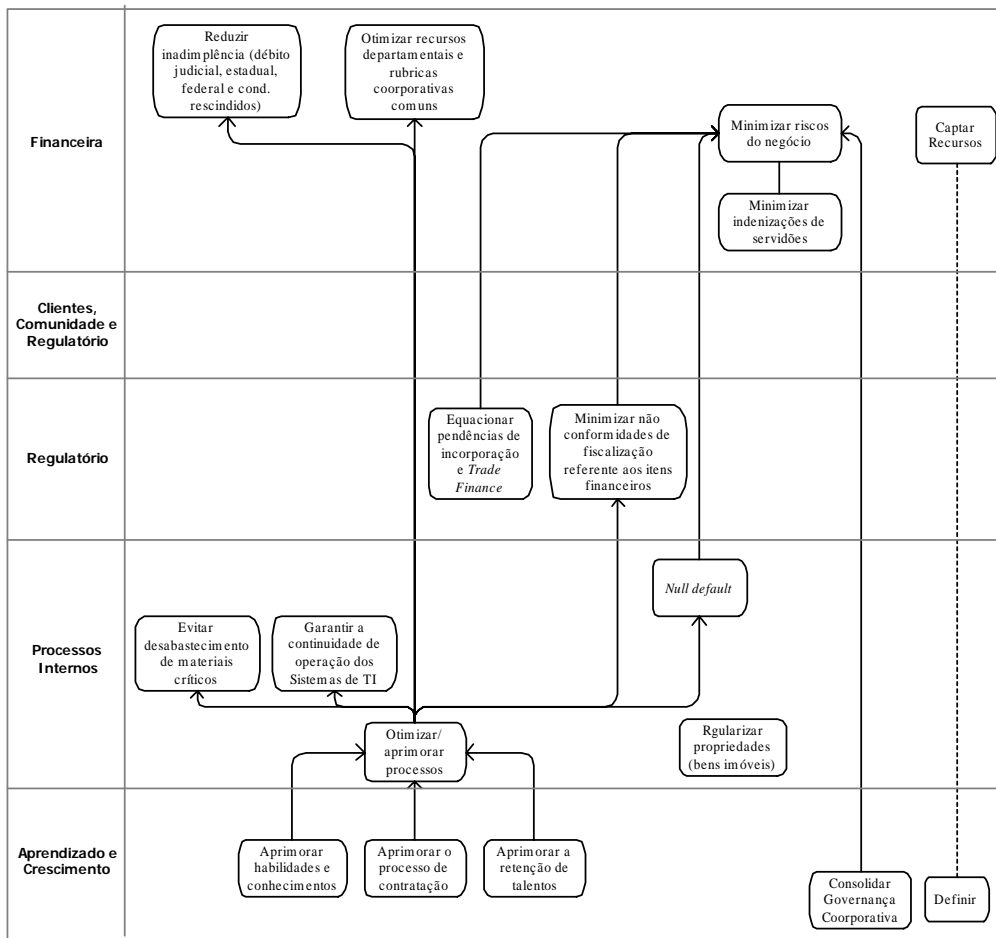 Reduzir
inadimplência (débito
judicial, estadual,
federal e cond.
rescindidos)
Otimizar recursos
departamentais e
rubricas
coorporativas
comuns
Financeira
Minimizar riscos
do negócio
Captar
Recursos
Minimizar
indenizações de
servidões
Clientes,
Comunidade e
Regulatório
Regulatório
Equacionar
pendências de
incorporação
e Trade
Finance
Minimizar não
conformidades de
fiscalização
referente aos itens
financeiros
Null default
Processos
Internos
Evitar
desabastecimento
de materiais
críticos
Garantir a
continuidade de
operação dos
Sistemas de TI
Otimizar/
aprimorar
processos
Rgularizar
propriedades
(bens imóveis)
Aprendizado e
Crescimento
Aprimorar
habilidades e
conhecimentos
Aprimorar o
processo de
contratação
Aprimorar a
retenção de
talentos
Consolidar
Governança
Coorporativa
Definir